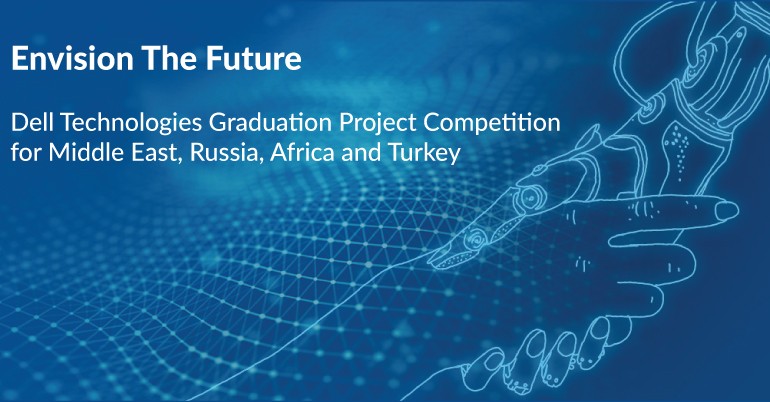 Envision The Future
Dell Technologies Graduation Project Competition
for Middle East, Russia, Africa and Turkey